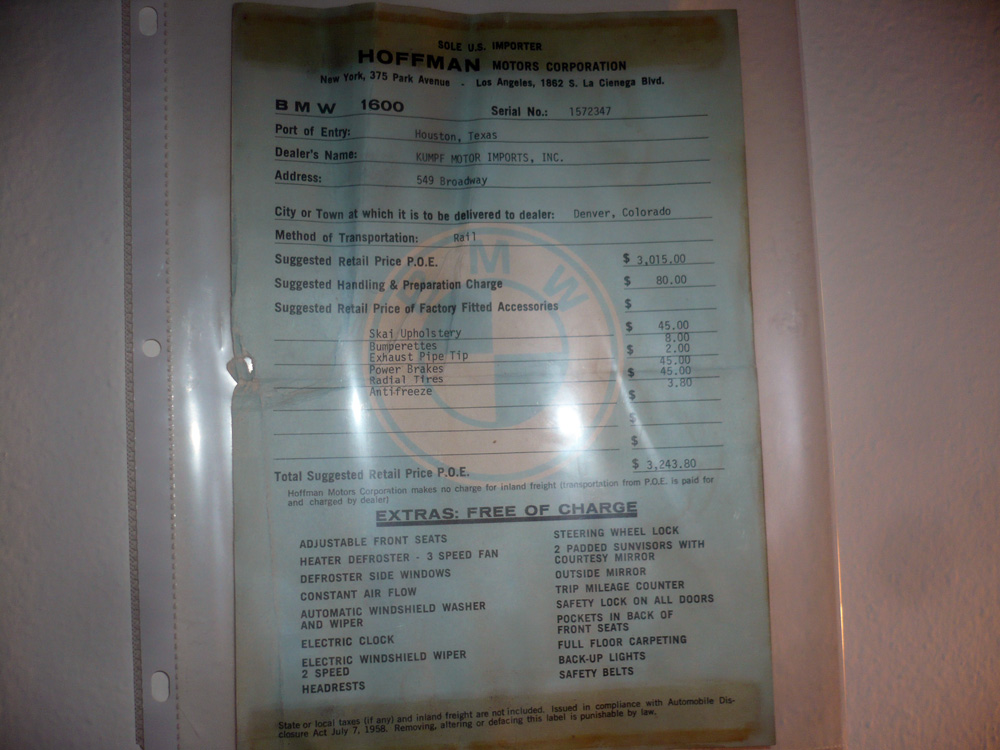 SOLE U.S. IMPORTER
HOFFMAN MOTORS CORPORATION
New York, 375 Park Avenue - Los Angeles, 1862 S. La Cienega Blvd.
BMW 1600 Serial No.: 1572347
Port of Entry: Houston, Texas
Dealer's Name: KUMPF MOTOR IMPORTS, INC.
Address: 549 Broadway
City or Town at which it is to be delivered to dealer: Denver, Colorado
Method of Transportation: Rail
BMW
Suggested Retail Price P.O.E. $ 3,015.00
Suggested Handling & Preparation Charge $ 80.00
Suggested Retail Price of Factory Fitted Accessories $
Skai Upholstery $ 45.00
Bumperettes 8.00
Exhaust Pipe Tip $ 2.00
Power Brakes 45.00
Radial Tires $ 45.00
Antifreeze 3.80
$
$
$
Total Suggested Retail Price P.O.E. $ 3,243.80
Hoffman Motors Corporation makes no charge for inland freight (transportation from P.O.E. is paid for
and charged by dealer)
EXTRAS: FREE OF CHARGE
ADJUSTABLE FRONT SEATS
HEATER DEFROSTER - 3 SPEED FAN
DEFROSTER SIDE WINDOWS
CONSTANT AIR FLOW
AUTOMATIC WINDSHIELD WASHER
AND WIPER
ELECTRIC CLOCK
ELECTRIC WINDSHIELD WIPER
2 SPEED
HEADRESTS
STEERING WHEEL LOCK
2 PADDED SUNVISORS WITH
COURTESY MIRROR
OUTSIDE MIRROR
TRIP MILEAGE COUNTER
SAFETY LOCK ON ALL DOORS
POCKETS IN BACK OF
FRONT SEATS
FULL FLOOR CARPETING
BACK-UP LIGHTS
SAFETY BELTS
State or local taxes (if any) and inland freight are not included. Issued in compliance with Automobile Dis-
closure Act July 7, 1958. Removing, altering or defacing this label is punishable by law.